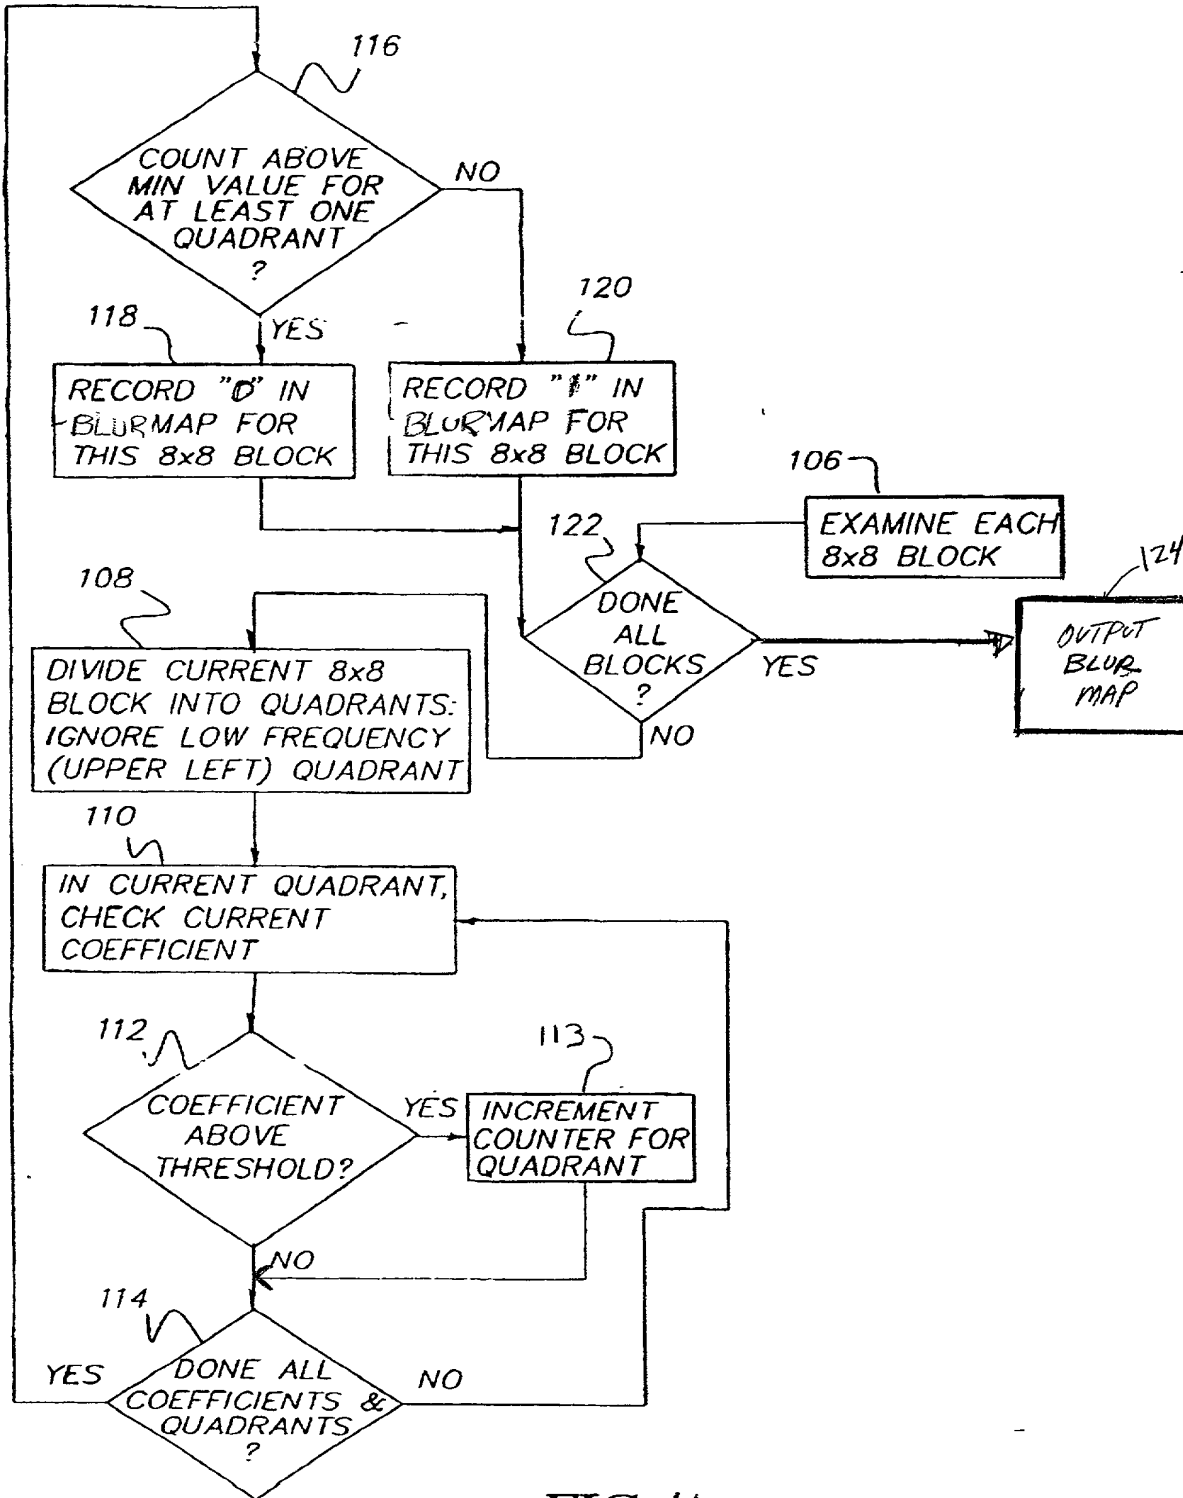 116
COUNT ABOVE
MIN VALUE FOR
AT LEAST ONE
QUADRANT
?
NO
YES
118
RECORD "0" IN
BLURMAP FOR
THIS 8x8 BLOCK
120
RECORD "1" IN
BLURMAP FOR
THIS 8x8 BLOCK
106
EXAMINE EACH
8x8 BLOCK
122
DONE
ALL
BLOCKS
?
YES
NO
124
OUTPUT
BLUR
MAP
108
DIVIDE CURRENT 8x8
BLOCK INTO QUADRANTS:
IGNORE LOW FREQUENCY
(UPPER LEFT) QUADRANT
110
IN CURRENT QUADRANT,
CHECK CURRENT
COEFFICIENT
112
COEFFICIENT
ABOVE
THRESHOLD?
YES
NO
113
INCREMENT
COUNTER FOR
QUADRANT
114
DONE ALL
COEFFICIENTS &
QUADRANTS
?
YES
NO